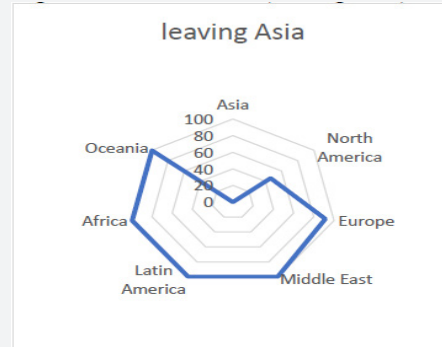 leaving Asia
Asia
100
80
60
40
20
0
North
America
Europe
Middle East
Latin
America
Africa
Oceania